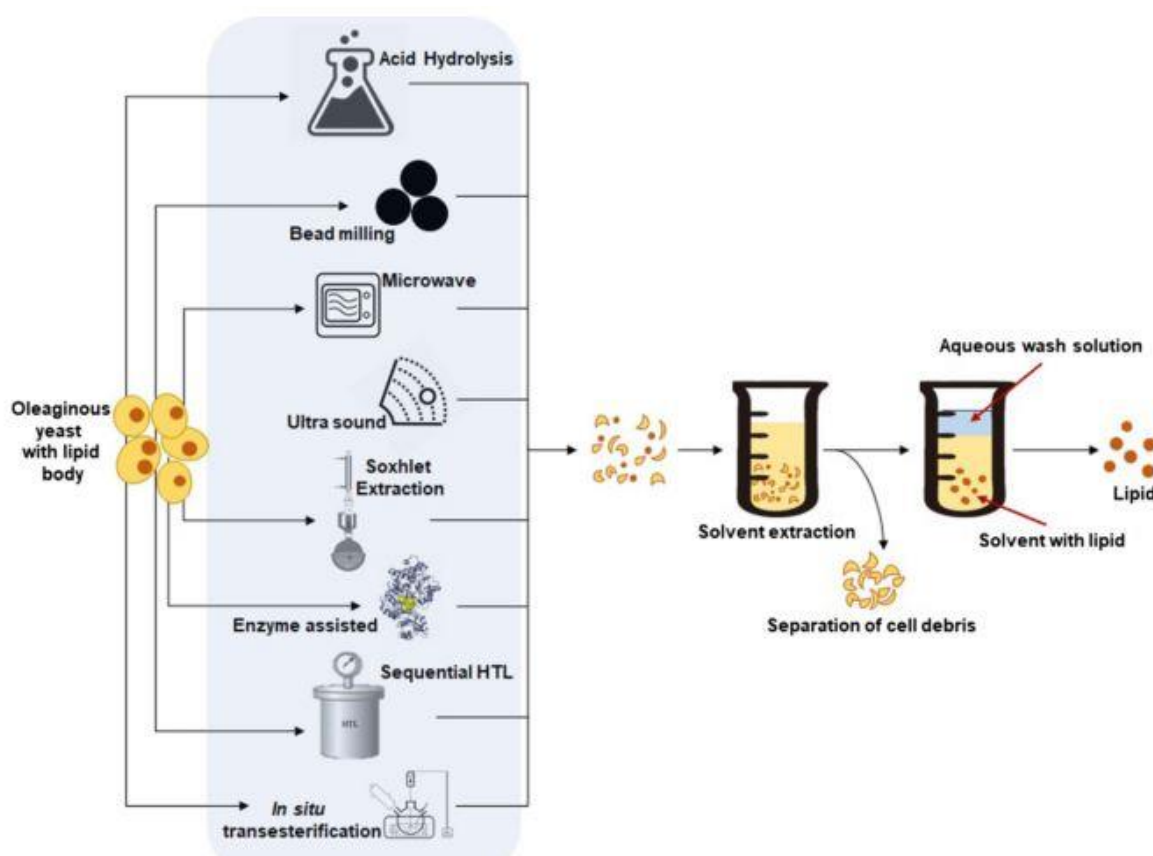 Acid Hydrolysis
Bead milling
Microwave
Ultra sound
Oleaginous
yeast
with lipid
body
Soxhlet
Extraction
Enzyme assisted
Sequential HTL
HTL
In situ
transesterification
Solvent extraction
Separation of cell debris
Aqueous wash solution
Solvent with lipid
Lipid